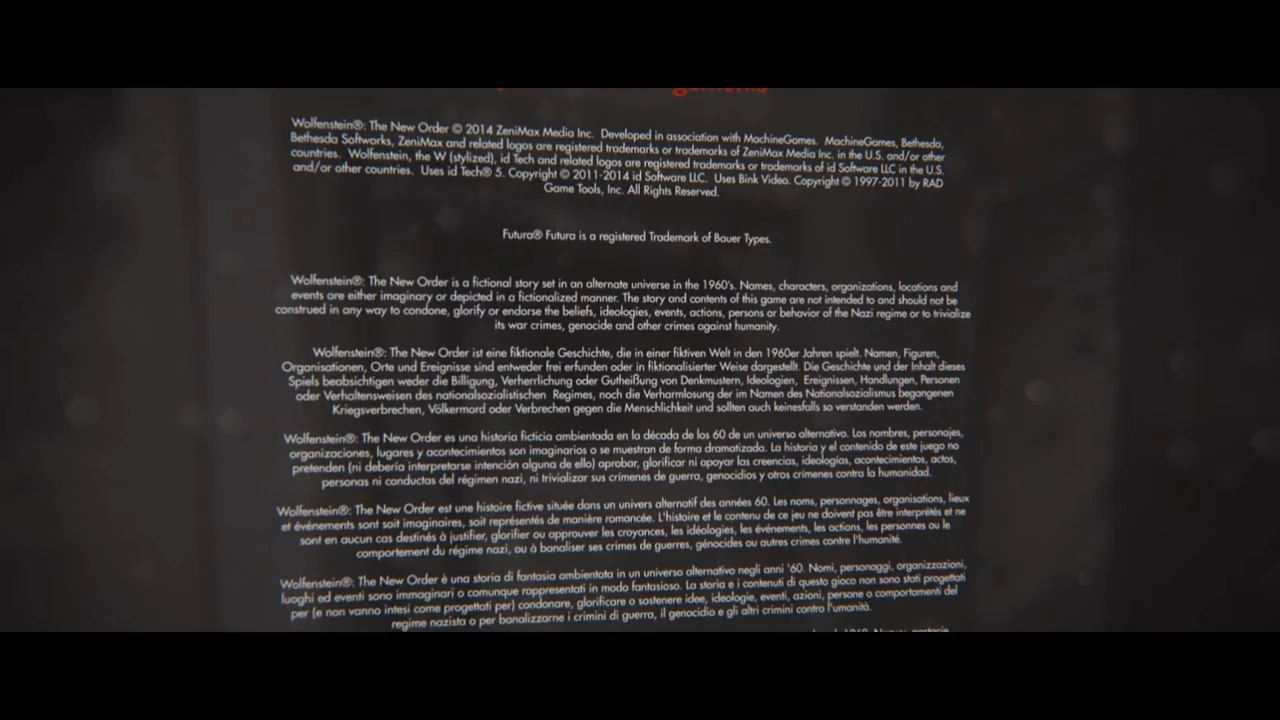 Wolfenstein®: The New Order © 2014 ZeniMax Media Inc. Developed in association with MachineGames. MachineGames, Bethesda,
Bethesda Softworks, ZeniMax and related logos are registered trademarks or trademarks of ZeniMax Media Inc. in the U.S. and/or other
countries. Wolfenstein, the W (stylized), id Tech and related logos are registered trademarks or trademarks of id Software LLC in the U.S.
and/or other countries. Uses id Tech® 5. Copyright © 2011-2014 id Software LLC. Uses Bink Video. Copyright © 1997-2011 by RAD
Game Tools, Inc. All Rights Reserved.
Futura® Futura is a registered Trademark of Bauer Types.
Wolfenstein®: The New Order is a fictional story set in an alternate universe in the 1960's. Names, characters, organizations, locations and
events are either imaginary or depicted in a fictionalized manner. The story and contents of this game are not intended to and should not be
construed in any way to condone, glorify or endorse the beliefs, ideologies, events, actions, persons or behavior of the Nazi regime or to trivialize
its war crimes, genocide and other crimes against humanity.
Wolfenstein®: The New Order ist eine fiktionale Geschichte, die in einer fiktiven Welt in den 1960er Jahren spielt. Namen, Figuren,
Organisationen, Orte und Ereignisse sind entweder frei erfunden oder in fiktionalisierter Weise dargestellt. Die Geschichte und der Inhalt dieses
Spiels beabsichtigen weder die Billigung, Verherrlichung oder Gutheißung von Denkmustern, Ideologien, Ereignissen, Handlungen, Personen
oder Verhaltensweisen des nationalsozialistischen Regimes, noch die Verharmlosung der im Namen des Nationalsozialismus begangenen
Kriegsverbrechen, Völkermord oder Verbrechen gegen die Menschlichkeit und sollten auch keinesfalls so verstanden werden.
Wolfenstein®: The New Order es una historia ficticia ambientada en la década de los 60 de un universo alternativo. Los nombres, personajes,
organizaciones, lugares y acontecimientos son imaginarios o se muestran de forma dramatizada. La historia y el contenido de este juego no
pretenden (ni debería interpretarse intención alguna de ello) aprobar, glorificar ni apoyar las creencias, ideologías, acontecimientos, actos,
personas ni conductas del régimen nazi, ni trivializar sus crímenes de guerra, genocidios y otros crímenes contra la humanidad.
Wolfenstein®: The New Order est une histoire fictive située dans un univers alternatif des années 60. Les noms, personnages, organisations, lieux
et événements sont soit imaginaires, soit représentés de manière romancée. L'histoire et le contenu de ce jeu ne doivent pas être interprétés et ne
sont en aucun cas destinés à justifier, glorifier ou approuver les croyances, les idéologies, les événements, les actions, les personnes ou le
comportement du régime nazi, ou à banaliser ses crimes de guerres, génocides ou autres crimes contre l'humanité.
Wolfenstein®: The New Order è una storia di fantasia ambientata in un universo alternativo negli anni '60. Nomi, personaggi, organizzazioni,
luoghi ed eventi sono immaginari o comunque rappresentati in modo fantasioso. La storia e i contenuti di questo gioco non sono stati progettati
per (e non vanno intesi come progettati per) condonare, glorificare o sostenere idee, ideologie, eventi, azioni, persone o comportamenti del
regime nazista o per banalizzarne i crimini di guerra, il genocidio e gli altri crimini contro l'umanità.